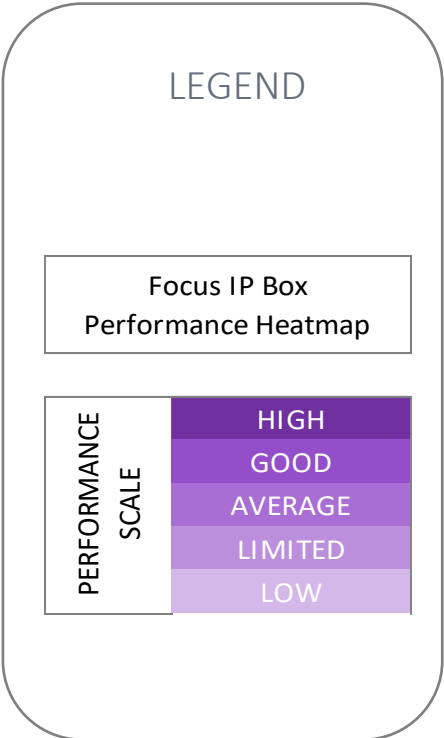 LEGEND
Focus IP Box
Performance Heatmap
PERFORMANCE
SCALE
HIGH
GOOD
AVERAGE
LIMITED
LOW